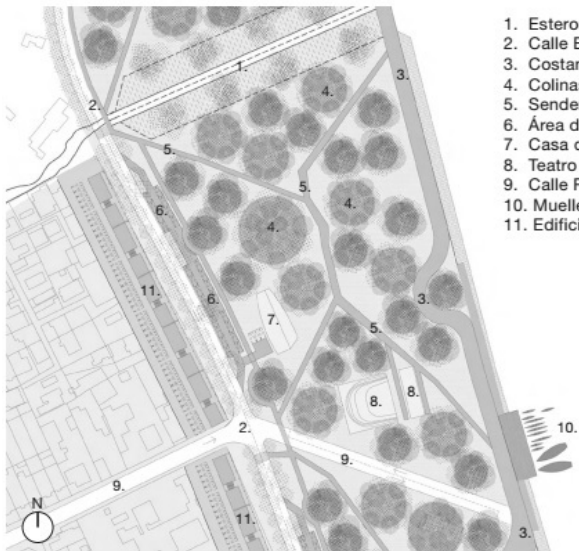 1. Estero
2. Calle
3.
4. Colinas
5. Sende
6. Área d
7. Casa
8. Teatro
9. Calle
10. Muelle
11. Edifici
1.
3.
4.
2.
5.
5.
6.
4.
4.
11.
6.
3.
7.
5.
8.
8.
2.
10.
9.
9.
N
11.
3.